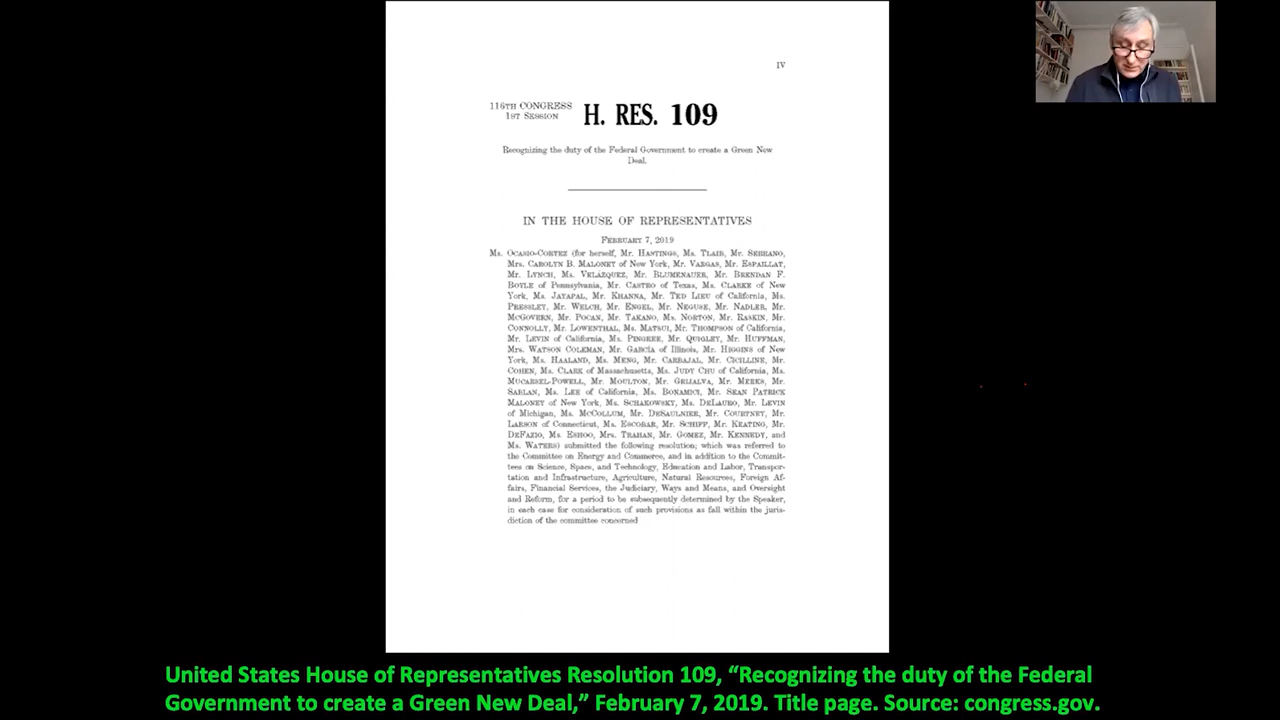 IV
116TH CONGRESS
1ST SESSION
H. RES. 109
Recognizing the duty of the Federal Government to create a Green New
Deal.
IN THE HOUSE OF REPRESENTATIVES
FEBRUARY 7, 2019
Ms. OCASIO-CORTEZ (for herself, Mr. HASTINGS, Ms. TLAIB, Mr. SERRANO,
Mrs. CAROLYN B. MALONEY of New York, Mr. VARGAS, Mr. ESPAILLAT,
Mr. LYNCH, Ms. VELÁZQUEZ, Mr. BLUMENAUER, Mr. BRENDAN F.
BOYLE of Pennsylvania, Mr. CASTRO of Texas, Ms. CLARKE of New
York, Ms. JAYAPAL, Mr. KHANNA, Mr. TED LIEU of California, Ms.
PRESSLEY, Mr. WELCH, Mr. ENGEL, Mr. NEGUSE, Mr. NADLER, Mr.
MCGOVERN, Mr. POCAN, Mr. TAKANO, Ms. NORTON, Mr. RASKIN, Mr.
CONNOLLY, Mr. LOWENTHAL, Ms. MATSUI, Mr. THOMPSON of California,
Mr. LEVIN of California, Ms. PINGREE, Mr. QUIGLEY, Mr. HUFFMAN,
Mrs. WATSON COLEMAN, Mr. GARCÍA of Illinois, Mr. HIGGINS of New
York, Ms. HAALAND, Ms. MENG, Mr. CARBAJAL, Mr. CICILLINE, Mr.
COHEN, Ms. CLARK of Massachusetts, Ms. JUDY CHU of California, Ms.
MUCARSEL-POWELL, Mr. MOULTON, Mr. GRIJALVA, Mr. MEEKS, Mr.
SABLAN, Ms. LEE of California, Ms. BONAMICI, Mr. SEAN PATRICK
MALONEY of New York, Ms. SCHAKOWSKY, Ms. DELAURO, Mr. LEVIN
of Michigan, Ms. MCCOLLUM, Mr. DESAULNIER, Mr. COURTNEY, Mr.
LARSON of Connecticut, Ms. ESCOBAR, Mr. SCHIFF, Mr. KEATING, Mr.
DEFAZIO, Ms. ESHOO, Mrs. TRAHAN, Mr. GOMEZ, Mr. KENNEDY, and
Ms. WATERS) submitted the following resolution; which was referred to
the Committee on Energy and Commerce, and in addition to the Commit-
tees on Science, Space, and Technology, Education and Labor, Transpor-
tation and Infrastructure, Agriculture, Natural Resources, Foreign Af-
fairs, Financial Services, the Judiciary, Ways and Means, and Oversight
and Reform, for a period to be subsequently determined by the Speaker,
in each case for consideration of such provisions as fall within the juris-
diction of the committee concerned
United States House of Representatives Resolution 109, “Recognizing the duty of the Federal
Government to create a Green New Deal,” February 7, 2019. Title page. Source: congress.gov.